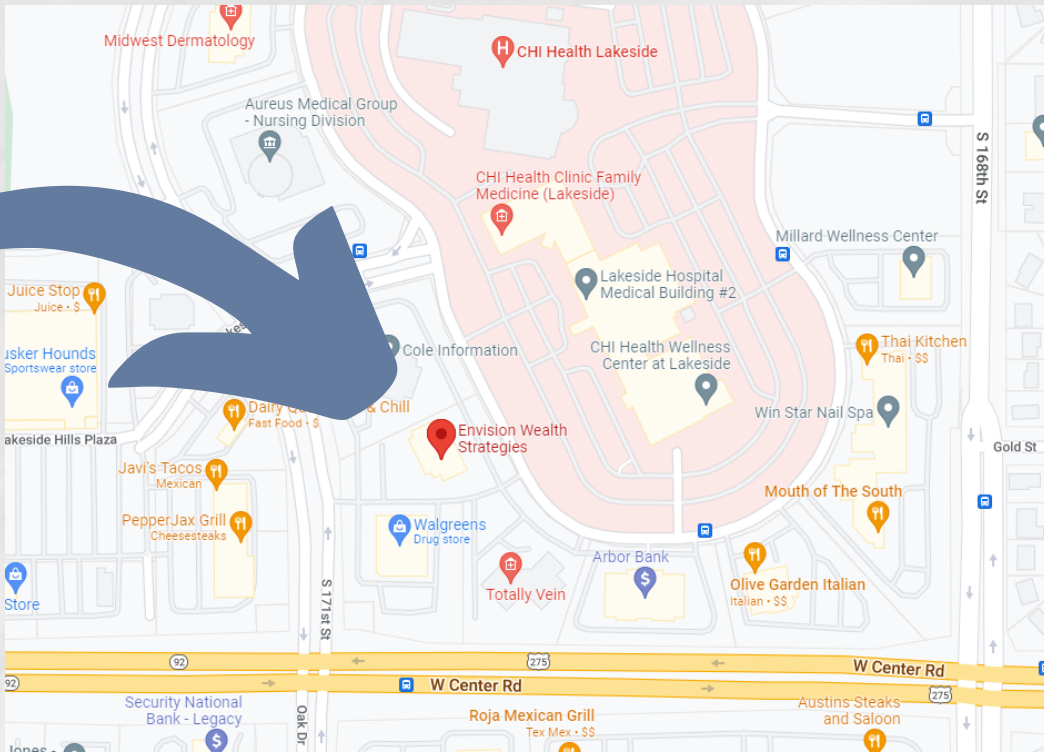 Midwest Dermatology
H
CHI Health Lakeside
Aureus Medical Group
- Nursing Division
S 168th St
CHI Health Clinic Family
Medicine (Lakeside)
Millard Wellness Center
Lakeside Hospital
Medical Building #2
Juice Stop
Juice • $
Thai Kitchen
Thai • $$
CHI Health Wellness
Center at Lakeside
Cole Information
usker Hounds
Sportswear store
Win Star Nail Spa
Dairy Qu & Chill
Fast Food • $
akeside Hills Plaza
Envision Wealth
Strategies
Gold St
Javi's Tacos
Mexican
Mouth of The South
PepperJax Grill
Cheesesteaks
Walgreens
Drug store
Arbor Bank
$
Totally Vein
Olive Garden Italian
Italian • $$
Store
S 171st St
92
275
W Center Rd
92
W Center Rd
275
Security National
Bank - Legacy
$
Oak Dr
Roja Mexican Grill
Tex Mex • $$
Austins Steaks
and Saloon
Jones -